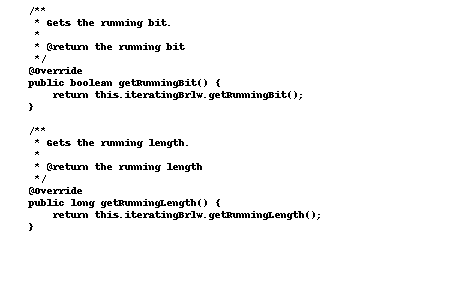 /**
 * Gets the running bit.
 *
 * @return the running bit
 */
@Override
public boolean getRunningBit() {
    return this.iteratingBrlw.getRunningBit();
}

/**
 * Gets the running length.
 *
 * @return the running length
 */
@Override
public long getRunningLength() {
    return this.iteratingBrlw.getRunningLength();
}